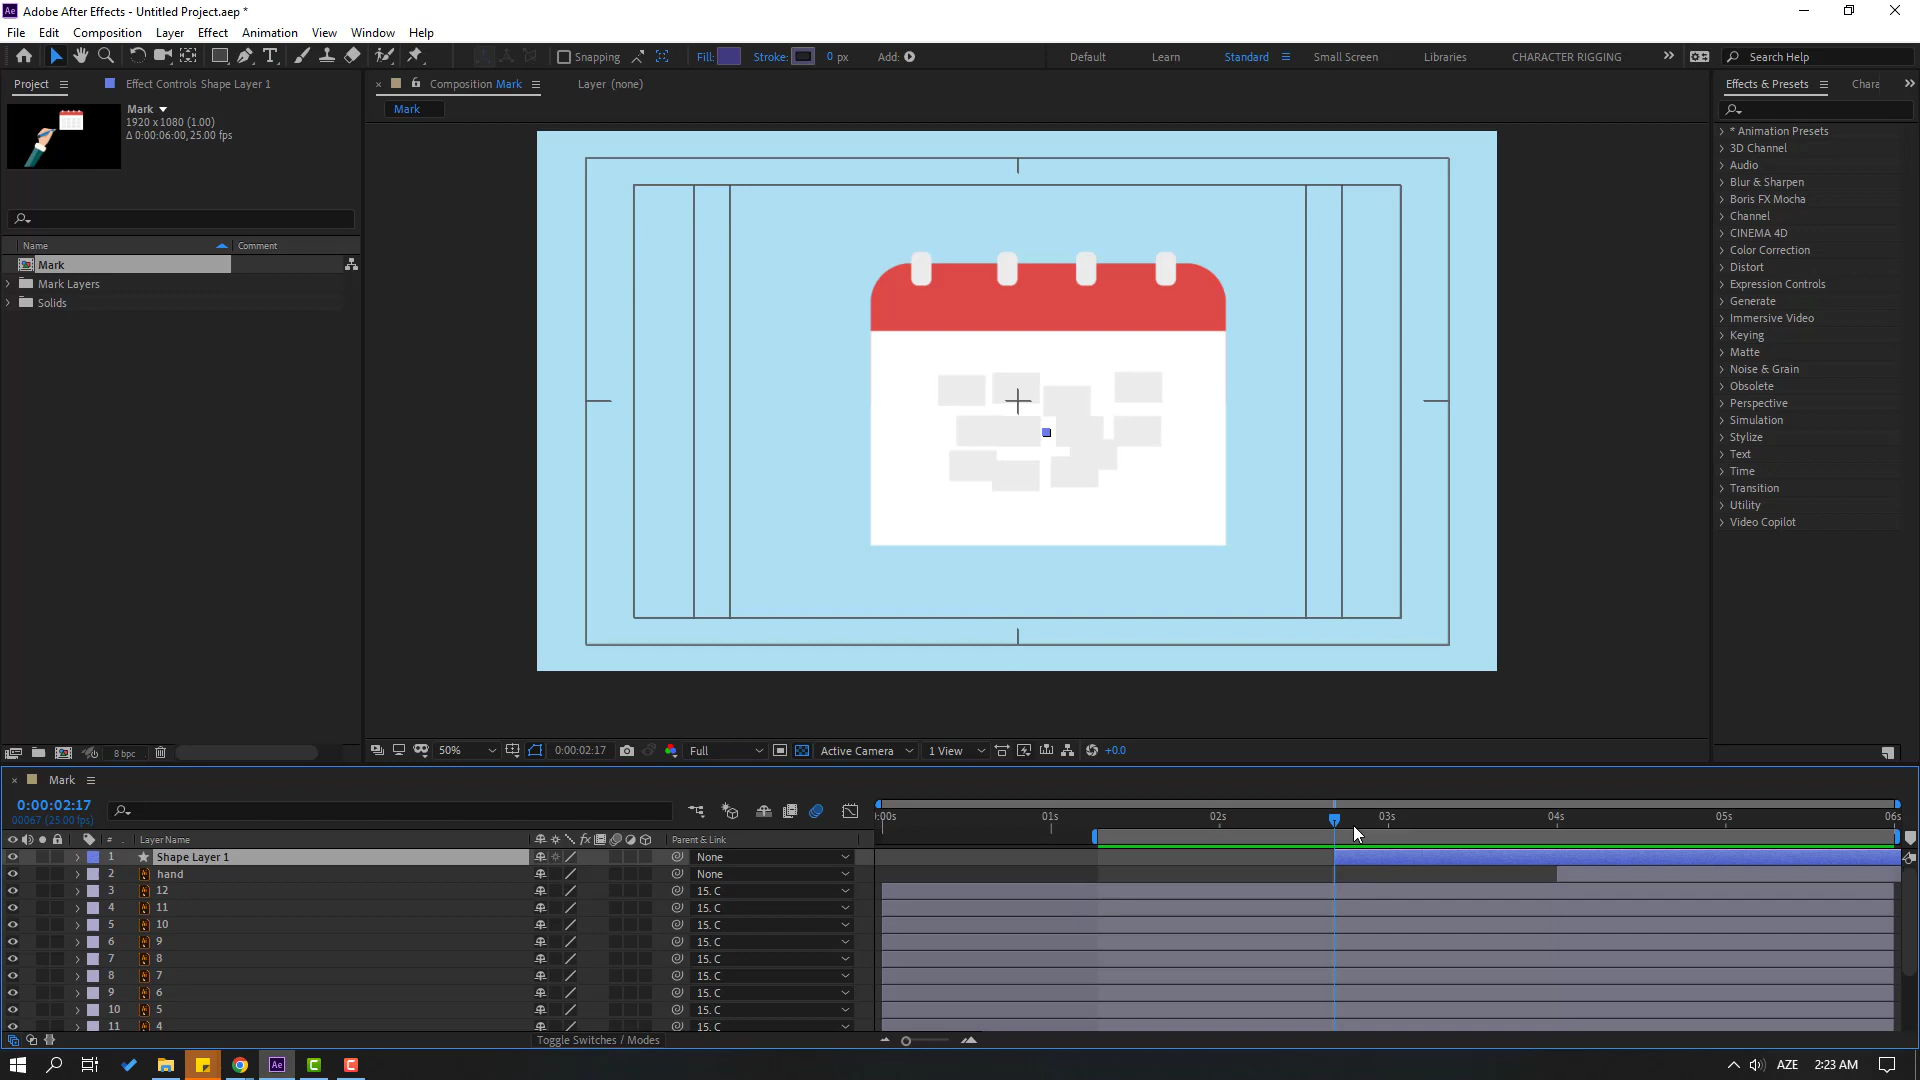 Adobe After Effects - Untitled Project.aep *
File Edit Composition Layer Effect Animation View Window Help
Snapping Fill: Stroke: 0 px Add: Default Learn Standard Small Screen Libraries CHARACTER RIGGING Search Help
Project Effect Controls Shape Layer 1
Composition Mark Layer (none)
Effects & Presets Chara
Mark
1920 x 1080 (1.00)
Δ 0:00:06:00, 25.00 fps
Mark
Name Comment
Mark
Mark Layers
Solids
* Animation Presets
3D Channel
Audio
Blur & Sharpen
Boris FX Mocha
Channel
CINEMA 4D
Color Correction
Distort
Expression Controls
Generate
Immersive Video
Keying
Matte
Noise & Grain
Obsolete
Perspective
Simulation
Stylize
Text
Time
Transition
Utility
Video Copilot
8 bpc
50% 0:00:02:17 Full Active Camera 1 View +0.0
Mark
0:00:02:17
00067 (25.00 fps)
:00s 01s 02s 03s 04s 05s 06s
# Layer Name fx Parent & Link
1 Shape Layer 1 None
2 hand None
3 12 15. C
4 11 15. C
5 10 15. C
6 9 15. C
7 8 15. C
8 7 15. C
9 6 15. C
10 5 15. C
11 4 15. C
Toggle Switches / Modes
Ae AZE 2:23 AM